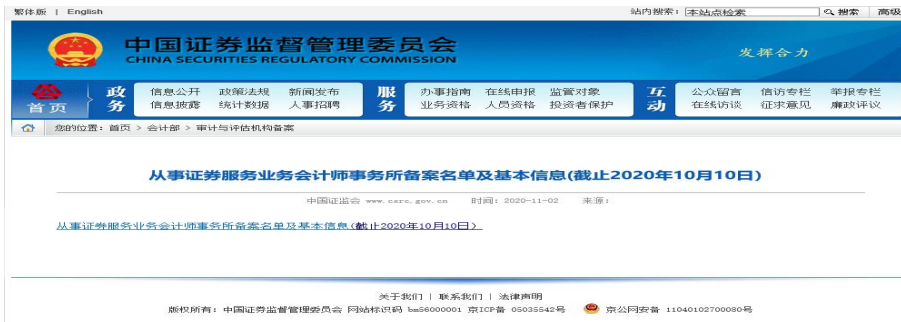 繁体版 | English 站内搜索: 本站点检索 搜索 高级
中国证券监督管理委员会
CHINA SECURITIES REGULATORY COMMISSION
发挥合力
首页 政务 信息公开 政策法规 新闻发布 服务 办事指南 在线申报 监管对象 互动 公众留言 信访专栏 举报专栏
信息披露 统计数据 人事招聘 业务资格 人员资格 投资者保护 在线访谈 征求意见 廉政评议
您的位置: 首页 > 会计部 > 审计与评估机构备案
从事证券服务业务会计师事务所备案名单及基本信息(截止2020年10月10日)
中国证监会 www.csrc.gov.cn 时间: 2020-11-02 来源:
从事证券服务业务会计师事务所备案名单及基本信息(截止2020年10月10日)
关于我们 | 联系我们 | 法律声明
版权所有: 中国证券监督管理委员会 网站标识码 bm56000001 京ICP备 05035542号 京公网安备 11040102700080号